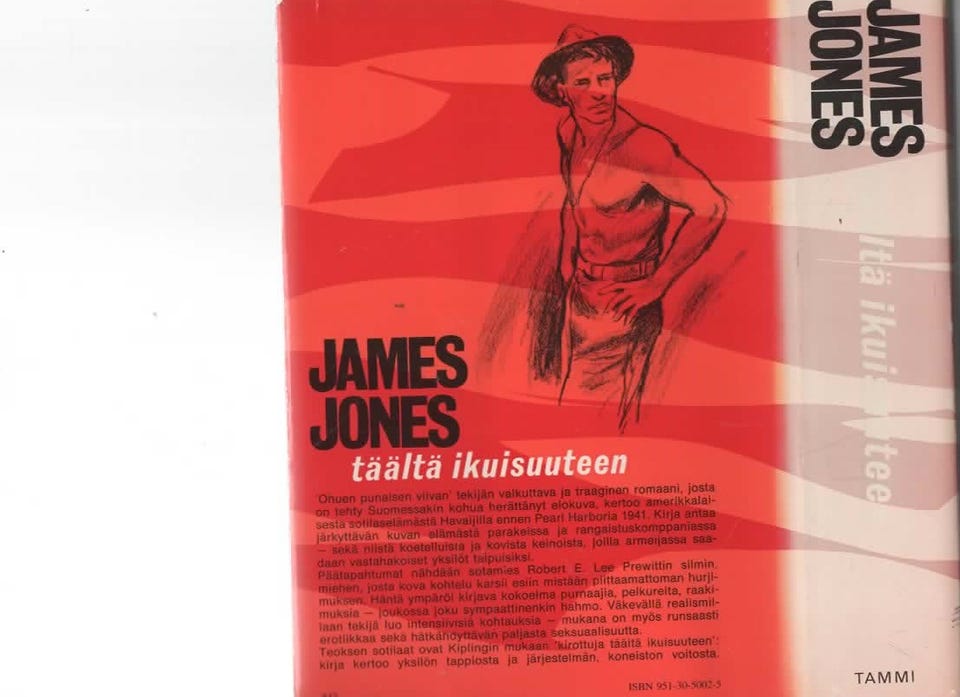 JAMES
JONES
täältä ikuisuuteen
'Ohuen punaisen viivan' tekijän vaikuttava ja traaginen romaani, josta
on tehty Suomessakin kohua herättänyt elokuva, kertoo amerikkalai-
sesta sotilaselämästä Havaijilla ennen Pearl Harboria 1941. Kirja antaa
järkyttävän kuvan elämästä parakeissa ja rangaistuskomppaniassa
— sekä niistä koetelluista ja kovista keinoista, joilla armeijassa saa-
daan vastahakoiset yksilöt taipuisiksi.
Päätapahtumat nähdään sotamies Robert E. Lee Prewittin silmin,
miehen, josta kova kohtelu karsii esiin mistään piittaamattoman hurji-
muksen. Häntä ympäröi kirjava kokoelma purnaajia, pelkureita, raaki-
muksia — joukossa joku sympaattinenkin hahmo. Väkevällä realismil-
laan tekijä luo intensiivisiä kohtauksia — mukana on myös runsaasti
erotiikkaa sekä hätkähdyttävän paljasta seksuaalisuutta.
Teoksen sotilaat ovat Kiplingin mukaan 'kirottuja täältä ikuisuuteen':
kirja kertoo yksilön tappiosta ja järjestelmän, koneiston voitosta.
ISBN 951-30-5002-5
JAMES
JONES
ltä ikuis tee
TAMMI